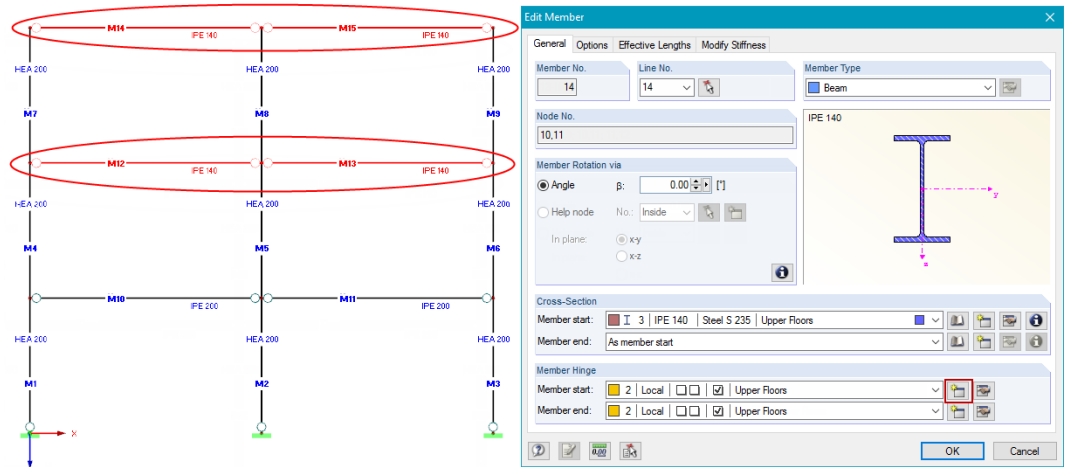 M14 M15
IPE 140 IPE 140
HEA 200 HEA 200 HEA 200
M7 M8 M9
M12 M13
IPE 140 IPE 140
HEA 200 HEA 200 HEA 200
M4 M5 M6
M10 M11
IPE 200 IPE 200
HEA 200 HEA 200 HEA 200
M1 M2 M3
X
Edit Member
General Options Effective Lengths Modify Stiffness
Member No. Line No. Member Type
14 14 Beam
Node No.
10,11
IPE 140
Member Rotation via
Angle β: 0.00 [°]
Help node No.: Inside
In plane: x-y
x-z
y
z
Cross-Section
Member start: 3 | IPE 140 | Steel S 235 | Upper Floors
Member end: As member start
Member Hinge
Member start: 2 | Local | Upper Floors
Member end: 2 | Local | Upper Floors
0.00
OK Cancel